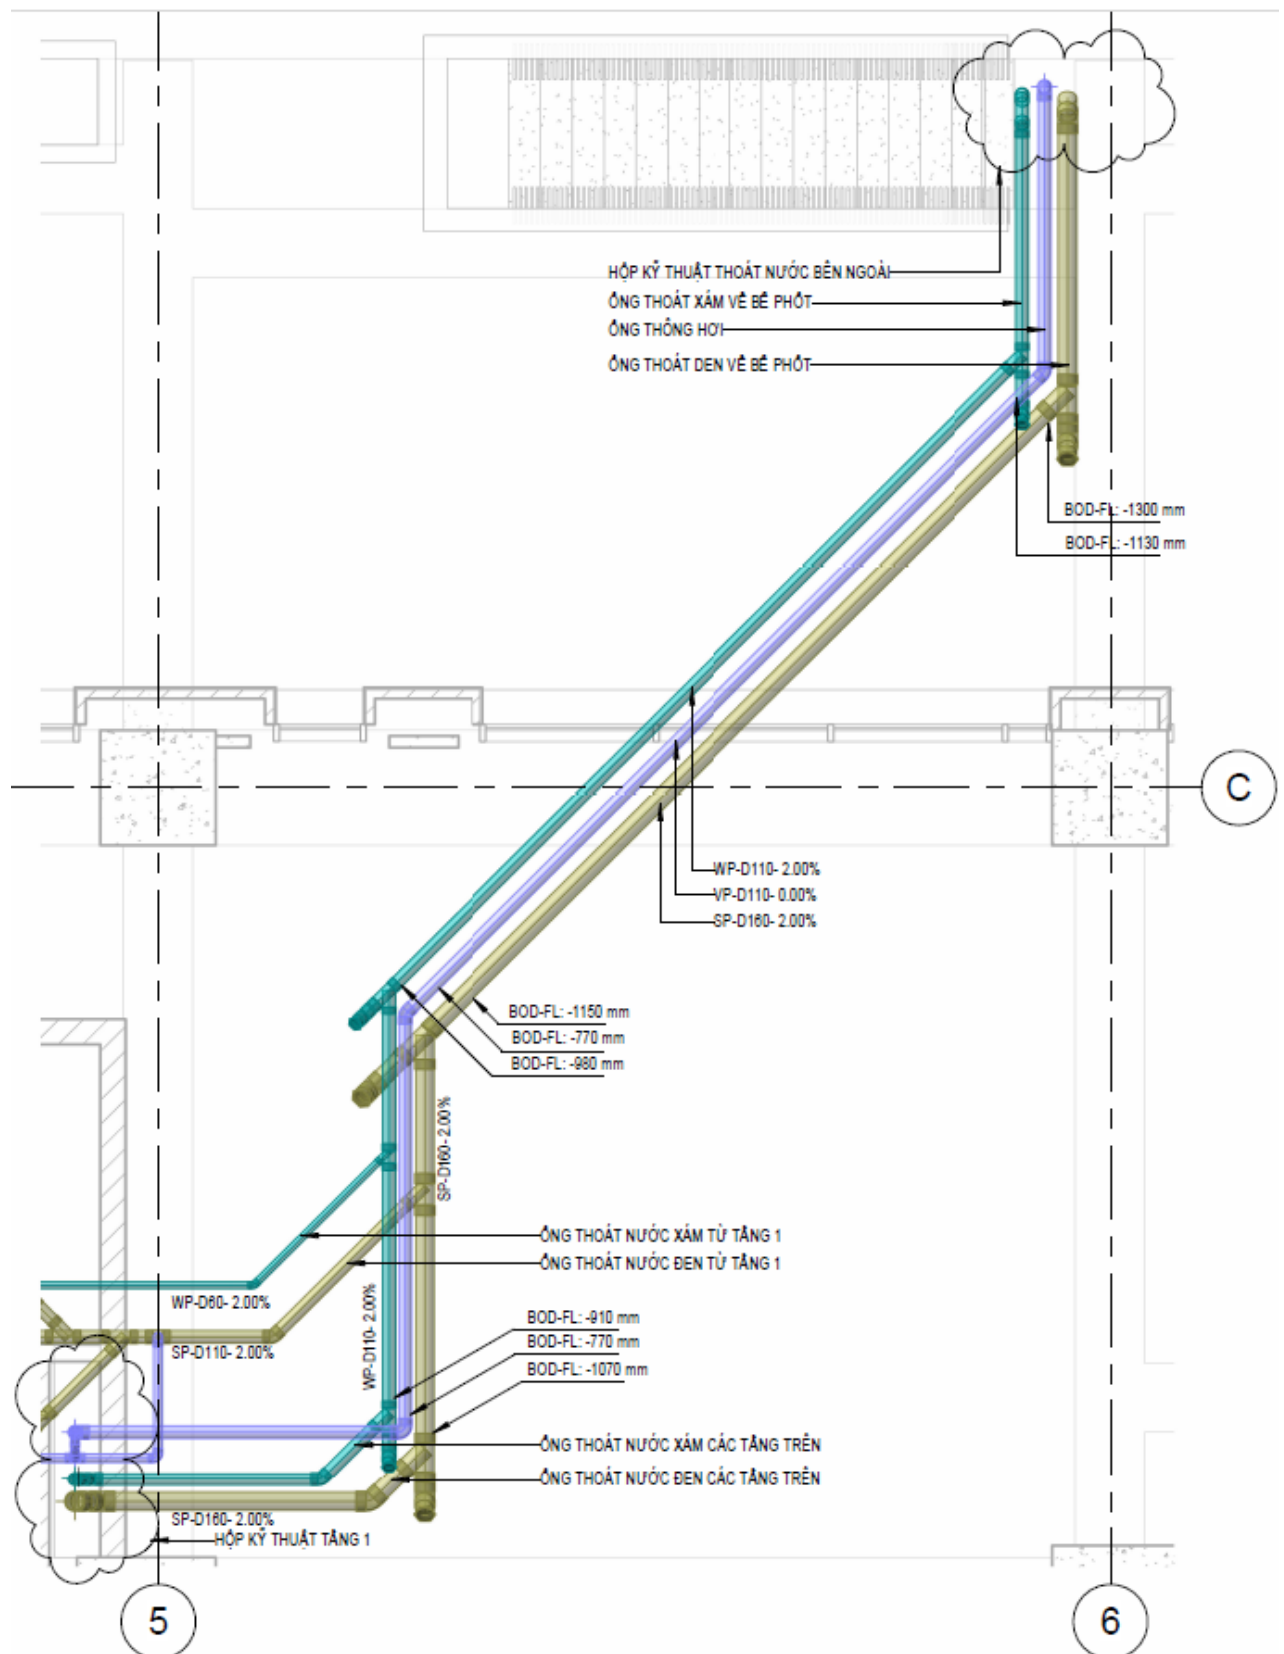 HỘP KỸ THUẬT THOÁT NƯỚC BÊN NGOÀI
ỐNG THOÁT XÁM VỀ BỂ PHỐT
ỐNG THÔNG HƠI
ỐNG THOÁT DEN VỀ BỂ PHỐT
BOD-FL: -1300 mm
BOD-FL: -1130 mm
C
WP-D110- 2.00%
VP-D110- 0.00%
SP-D160- 2.00%
BOD-FL: -1150 mm
BOD-FL: -770 mm
BOD-FL: -980 mm
SP-D160- 2.00%
ỐNG THOÁT NƯỚC XÁM TỪ TẦNG 1
ỐNG THOÁT NƯỚC ĐEN TỪ TẦNG 1
WP-D60- 2.00%
WP-D110- 2.00%
BOD-FL: -910 mm
BOD-FL: -770 mm
SP-D110- 2.00%
BOD-FL: -1070 mm
ỐNG THOÁT NƯỚC XÁM CÁC TẦNG TRÊN
ỐNG THOÁT NƯỚC ĐEN CÁC TẦNG TRÊN
SP-D160- 2.00%
HỘP KỸ THUẬT TẦNG 1
5
6